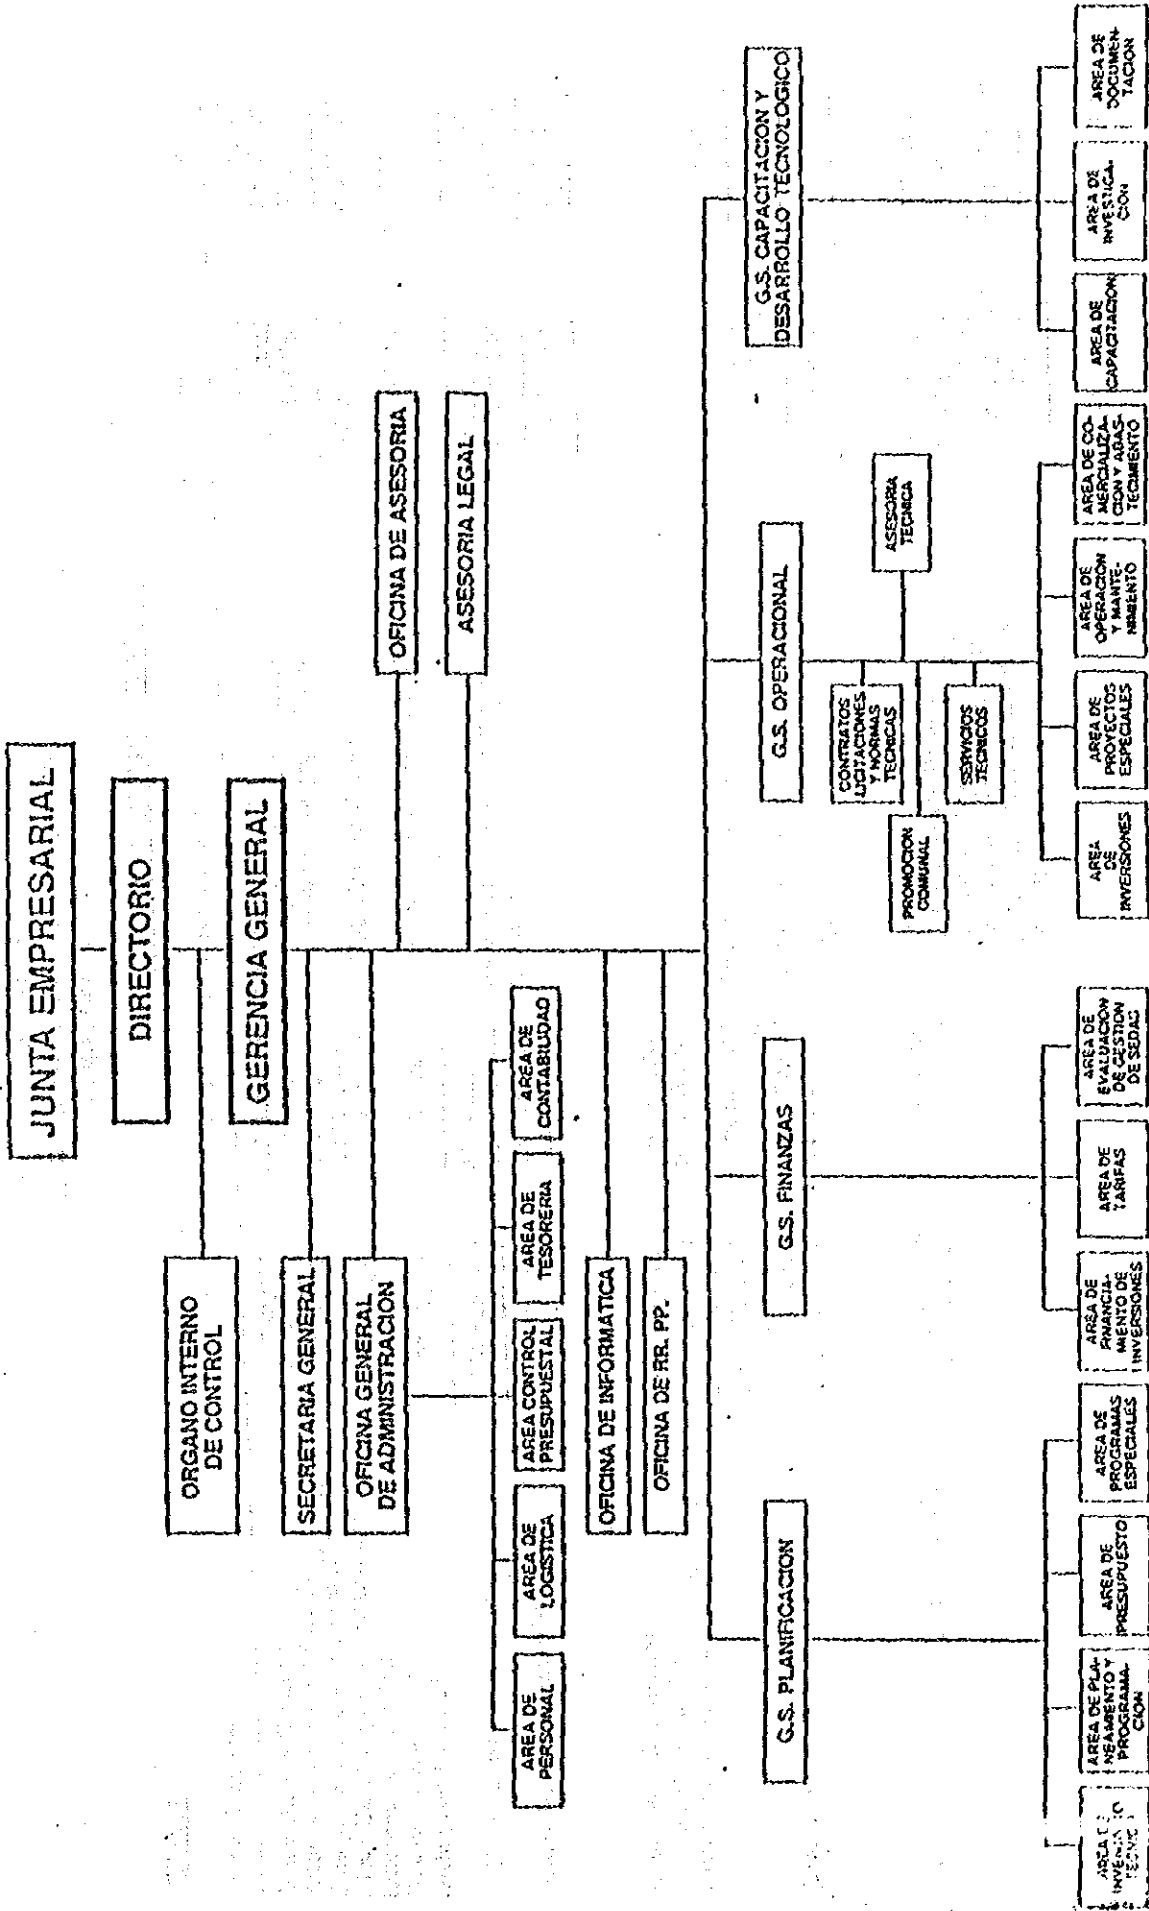 JUNTA EMPRESARIAL
DIRECTORIO
ORGANO INTERNO
DE CONTROL
GERENCIA GENERAL
SECRETARIA GENERAL
OFICINA GENERAL
DE ADMINISTRACION
OFICINA DE ASESORIA
ASESORIA LEGAL
AREA DE
PERSONAL
AREA DE
LOGISTICA
AREA CONTROL
PRESUPUESTAL
AREA DE
TESORERIA
AREA DE
CONTABILIDAD
OFICINA DE INFORMATICA
OFICINA DE RR. PP.
G.S. PLANIFICACION
G.S. FINANZAS
G.S. OPERACIONAL
G.S. CAPACITACION Y
DESARROLLO TECNOLOGICO
CONTRATOS
LICITACIONES
Y NORMAS
TECNICAS
ASESORIA
TECNICA
PROMOCION
COMUNAL
SERVICIOS
TECNICOS
AREA DE
AREA DE PLA-
NEAMIENTO Y
PROGRAMA-
CION
AREA DE
PRESUPUESTO
AREA DE
PROGRAMAS
ESPECIALES
AREA DE
FINANCIA-
MIENTO DE
INVERSIONES
AREA DE
TARIFAS
AREA DE
EVALUACION
DE GESTION
DE SEDAS
AREA
DE
INVERSIONES
AREA DE
PROYECTOS
ESPECIALES
AREA DE
OPERACION
Y MANTE-
NIMIENTO
AREA DE CO-
MERCIALIZA-
CION Y ABAS-
TECIMIENTO
AREA DE
CAPACITACION
AREA DE
INVESTIGA-
CION
AREA DE
DOCUMEN-
TACION